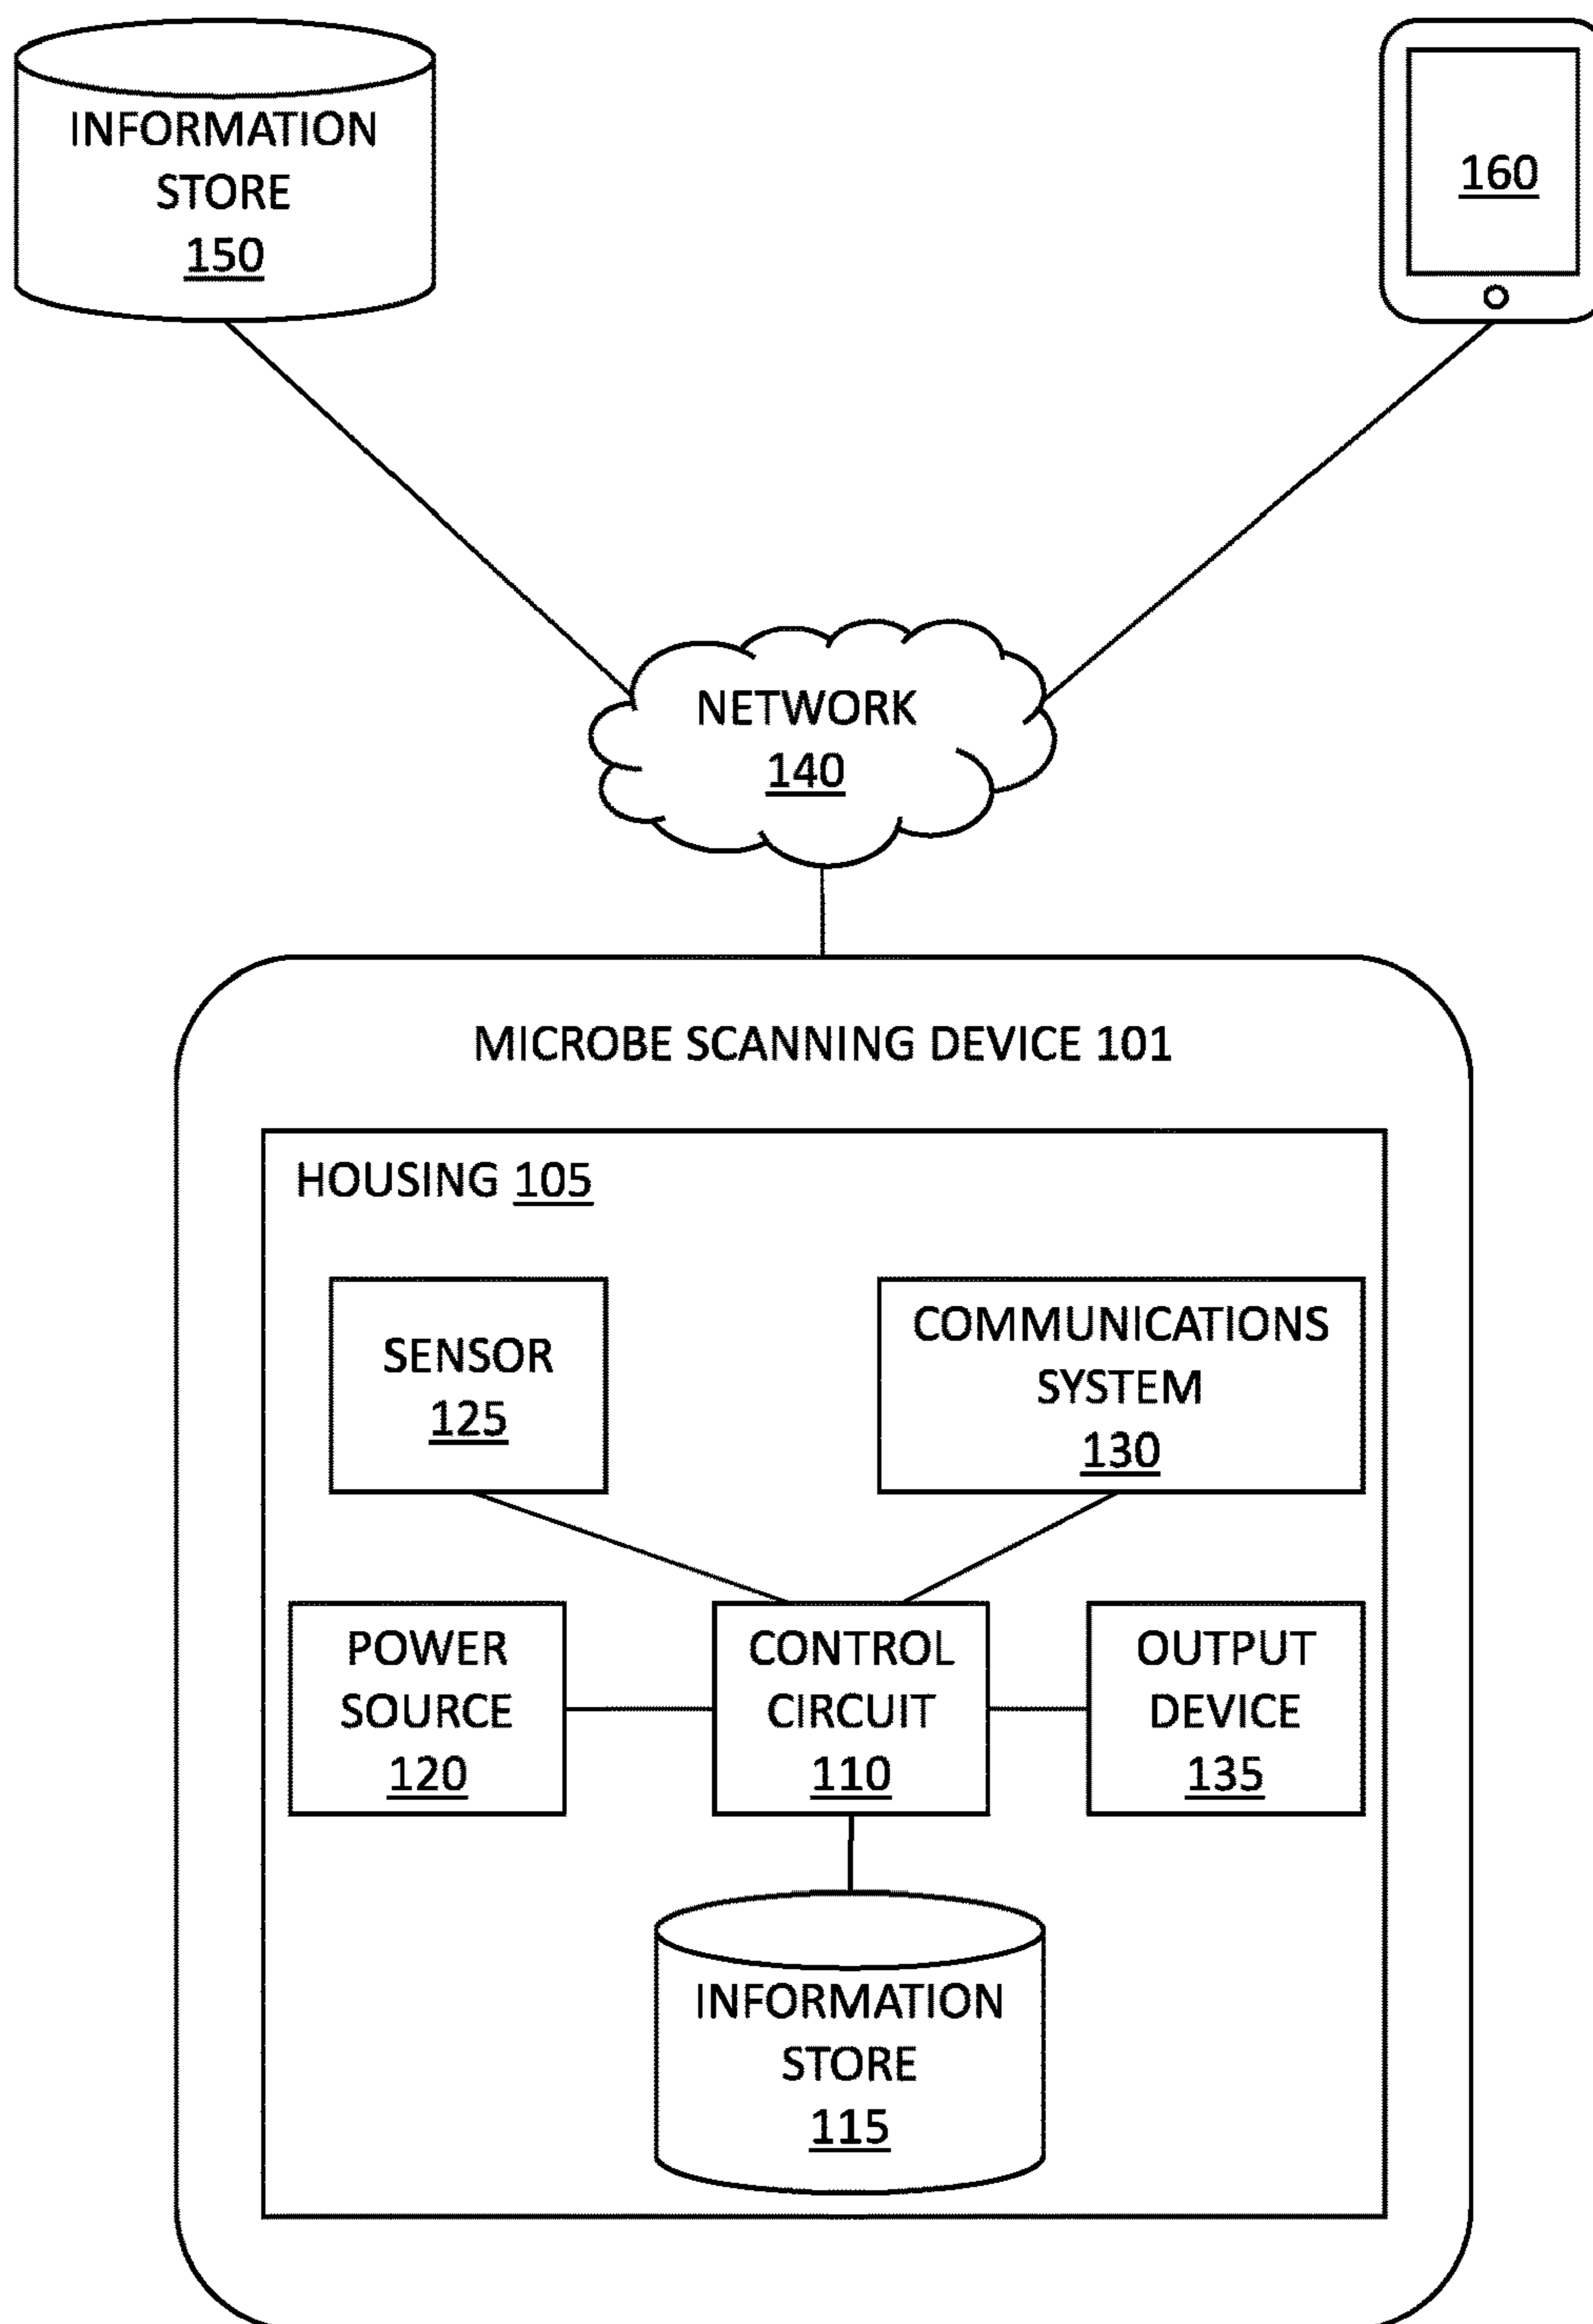 INFORMATION
STORE
150
160
NETWORK
140
MICROBE SCANNING DEVICE 101
HOUSING 105
SENSOR
125
COMMUNICATIONS
SYSTEM
130
POWER
SOURCE
120
CONTROL
CIRCUIT
110
OUTPUT
DEVICE
135
INFORMATION
STORE
115